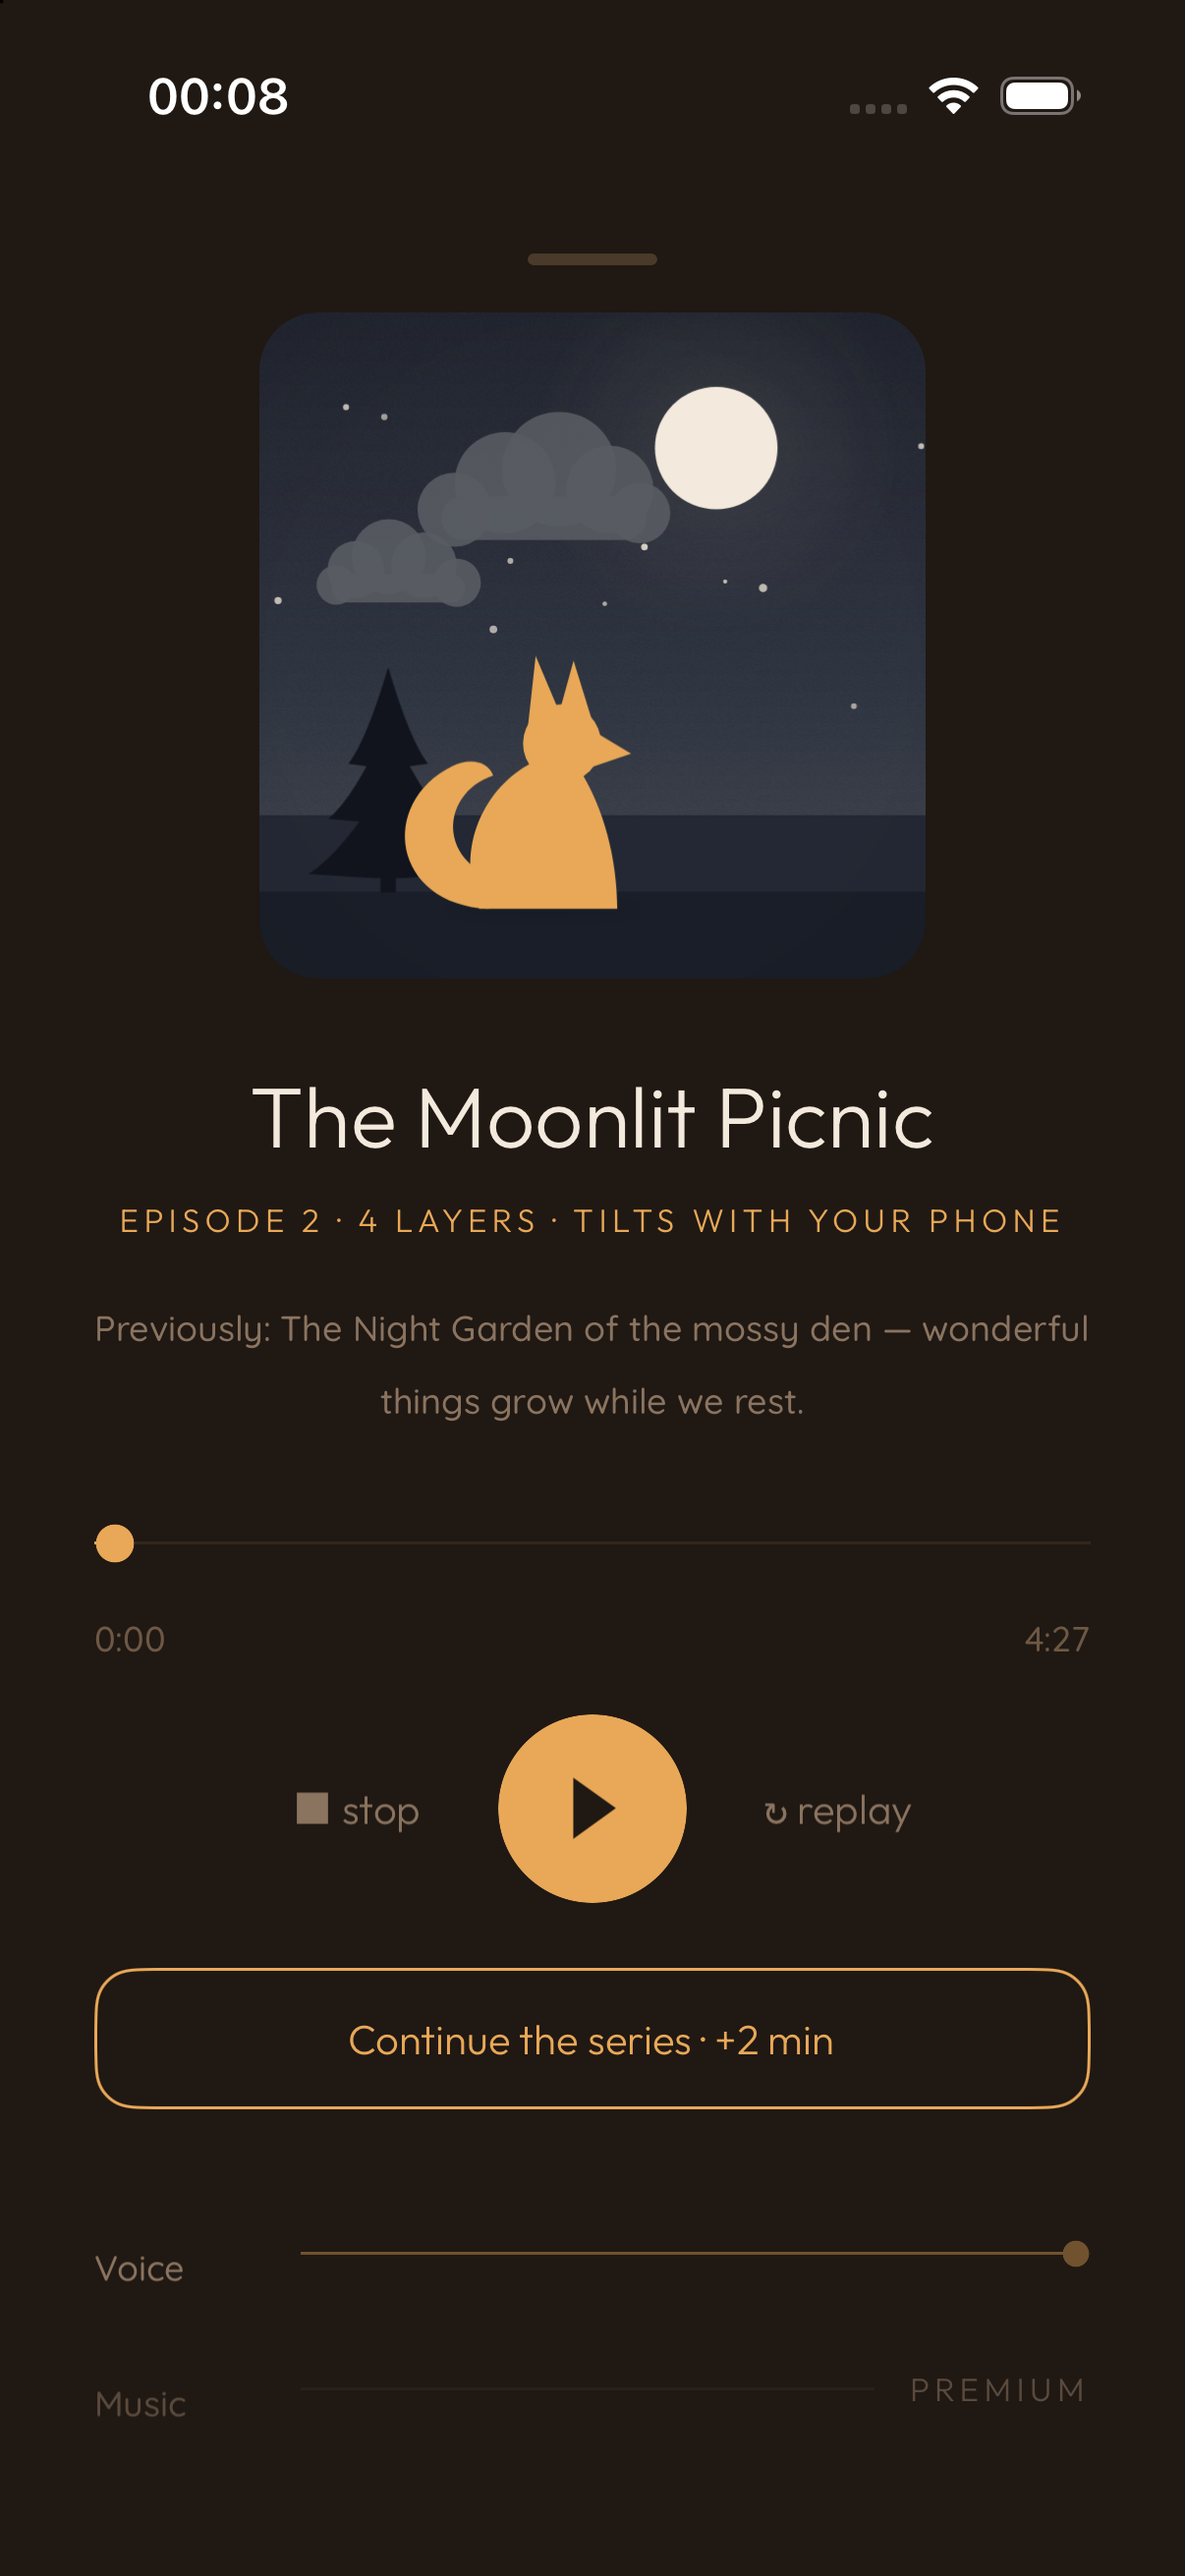 00:08
The Moonlit Picnic
EPISODE 2 · 4 LAYERS · TILTS WITH YOUR PHONE
Previously: The Night Garden of the mossy den — wonderful
things grow while we rest.
0:00 4:27
stop ↻ replay
Continue the series · +2 min
Voice
Music PREMIUM